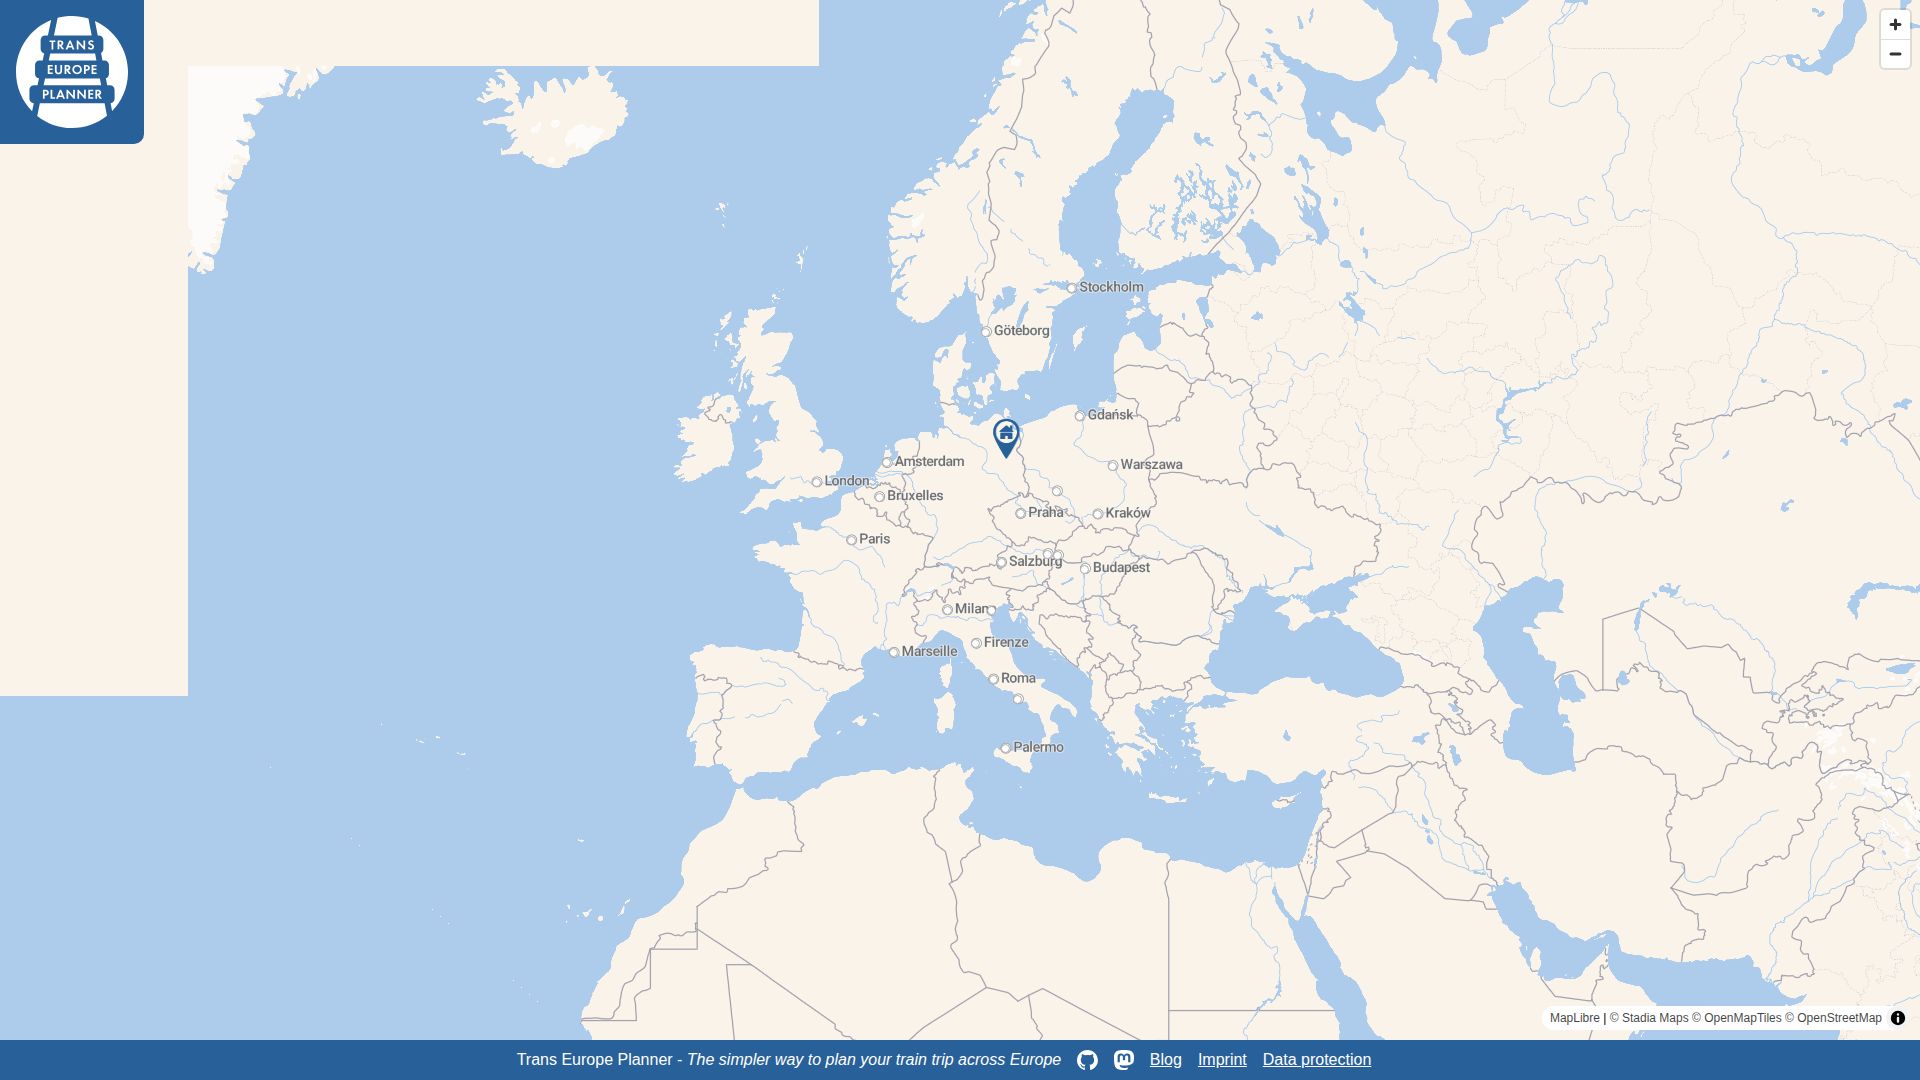 TRANS
EUROPE
PLANNER
Stockholm
Göteborg
Gdańsk
Amsterdam
Warszawa
London
Bruxelles
Praha
Kraków
Paris
Salzburg
Budapest
Milano
Firenze
Marseille
Roma
Palermo
MapLibre | © Stadia Maps © OpenMapTiles © OpenStreetMap
Trans Europe Planner - The simpler way to plan your train trip across Europe Blog Imprint Data protection